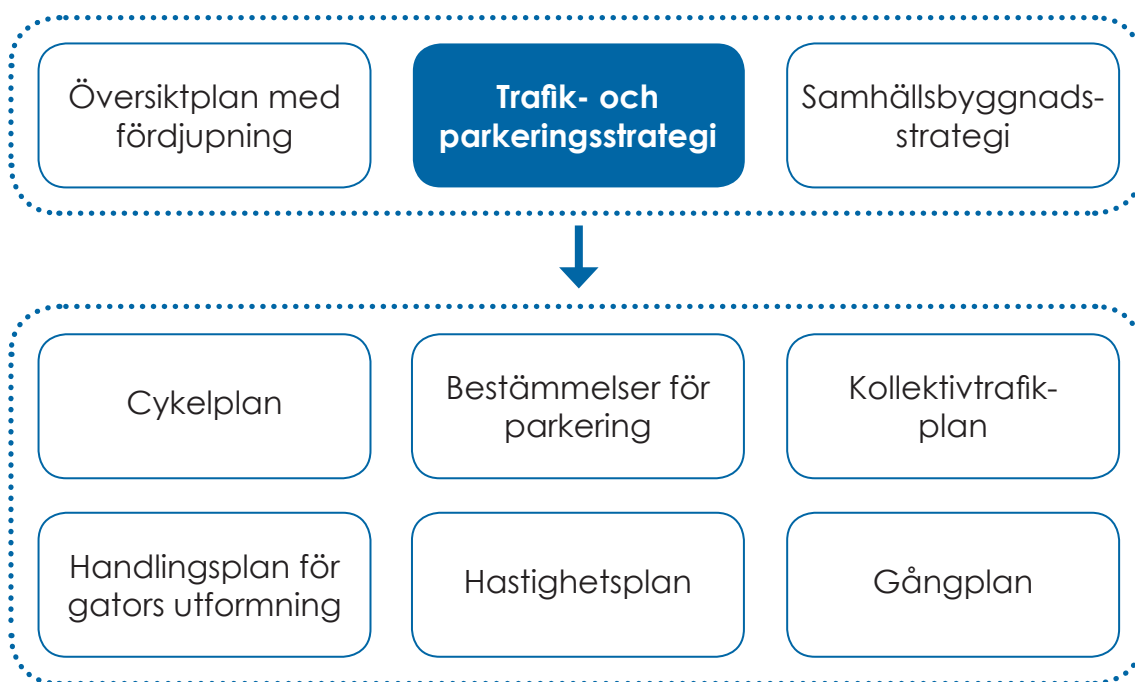 Översiktplan med
fördjupning
Trafik- och
parkeringsstrategi
Samhällsbyggnads-
strategi
Cykelplan
Bestämmelser för
parkering
Kollektivtrafik-
plan
Handlingsplan för
gators utformning
Hastighetsplan
Gångplan